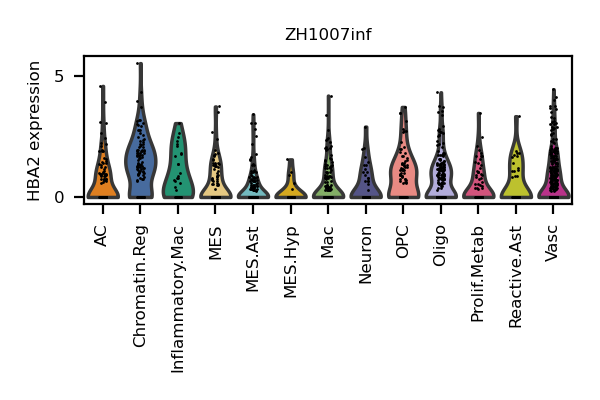 ZH1007inf
HBA2 expression
5
0
AC
Chromatin.Reg
Inflammatory.Mac
MES
MES.Ast
MES.Hyp
Mac
Neuron
OPC
Oligo
Prolif.Metab
Reactive.Ast
Vasc